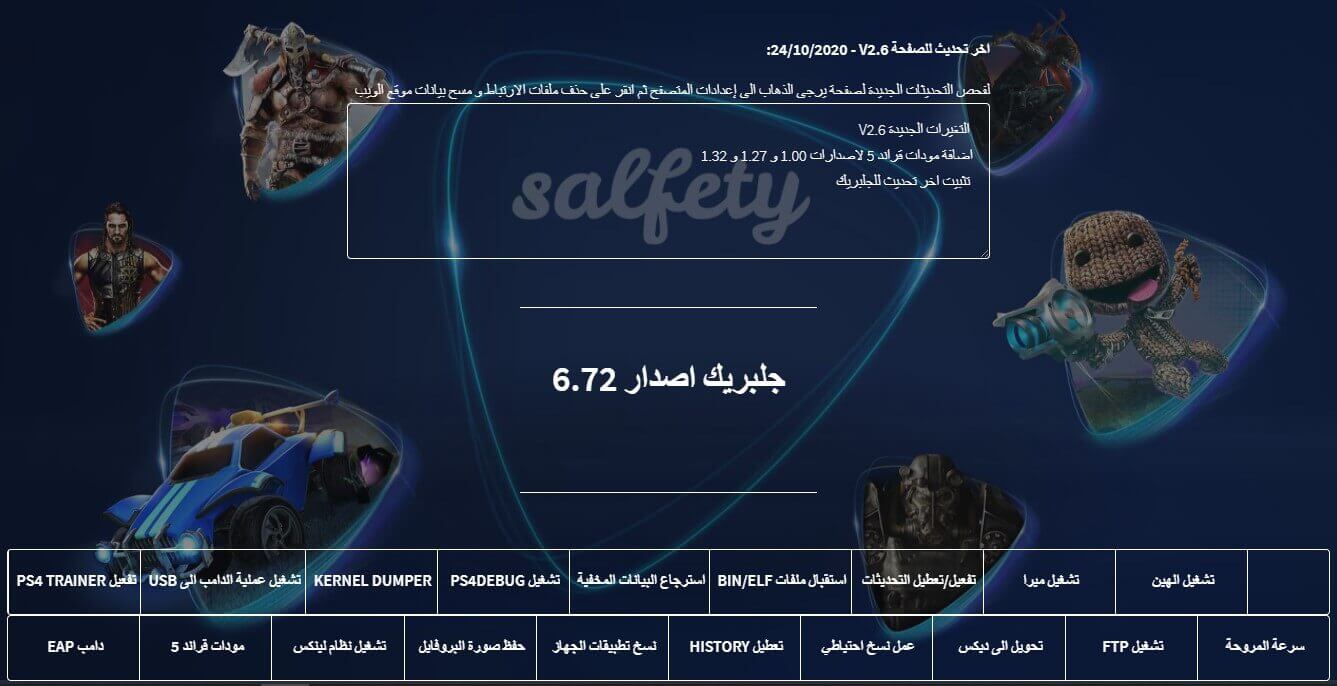 اخر تحديث للصفحة V2.6 - 24/10/2020:
لفحص التحديثات الجديدة لصفحة يرجى الذهاب الى إعدادات المتصفح ثم انقر على حذف ملفات الارتباط و مسح بيانات موقع الويب
التغيرات الجديدة V2.6
اضافة مودات قراند 5 لاصدارات 1.00 و 1.27 و 1.32
تثبيت اخر تحديث للجلبريك
salfety
جلبريك اصدار 6.72
تشغيل الهين
تشغيل ميرا
تفعيل/تعطيل التحديثات
استقبال ملفات BIN/ELF
استرجاع البيانات المخفية
تشغيل PS4DEBUG
KERNEL DUMPER
تشغيل عملية الدامب الى USB
تفعيل PS4 TRAINER
سرعة المروحة
تشغيل FTP
تحويل الى ديكس
عمل نسخ احتياطي
تعطيل HISTORY
نسخ تطبيقات الجهاز
حفظ صورة البروفايل
تشغيل نظام لينكس
مودات قراند 5
دامب EAP